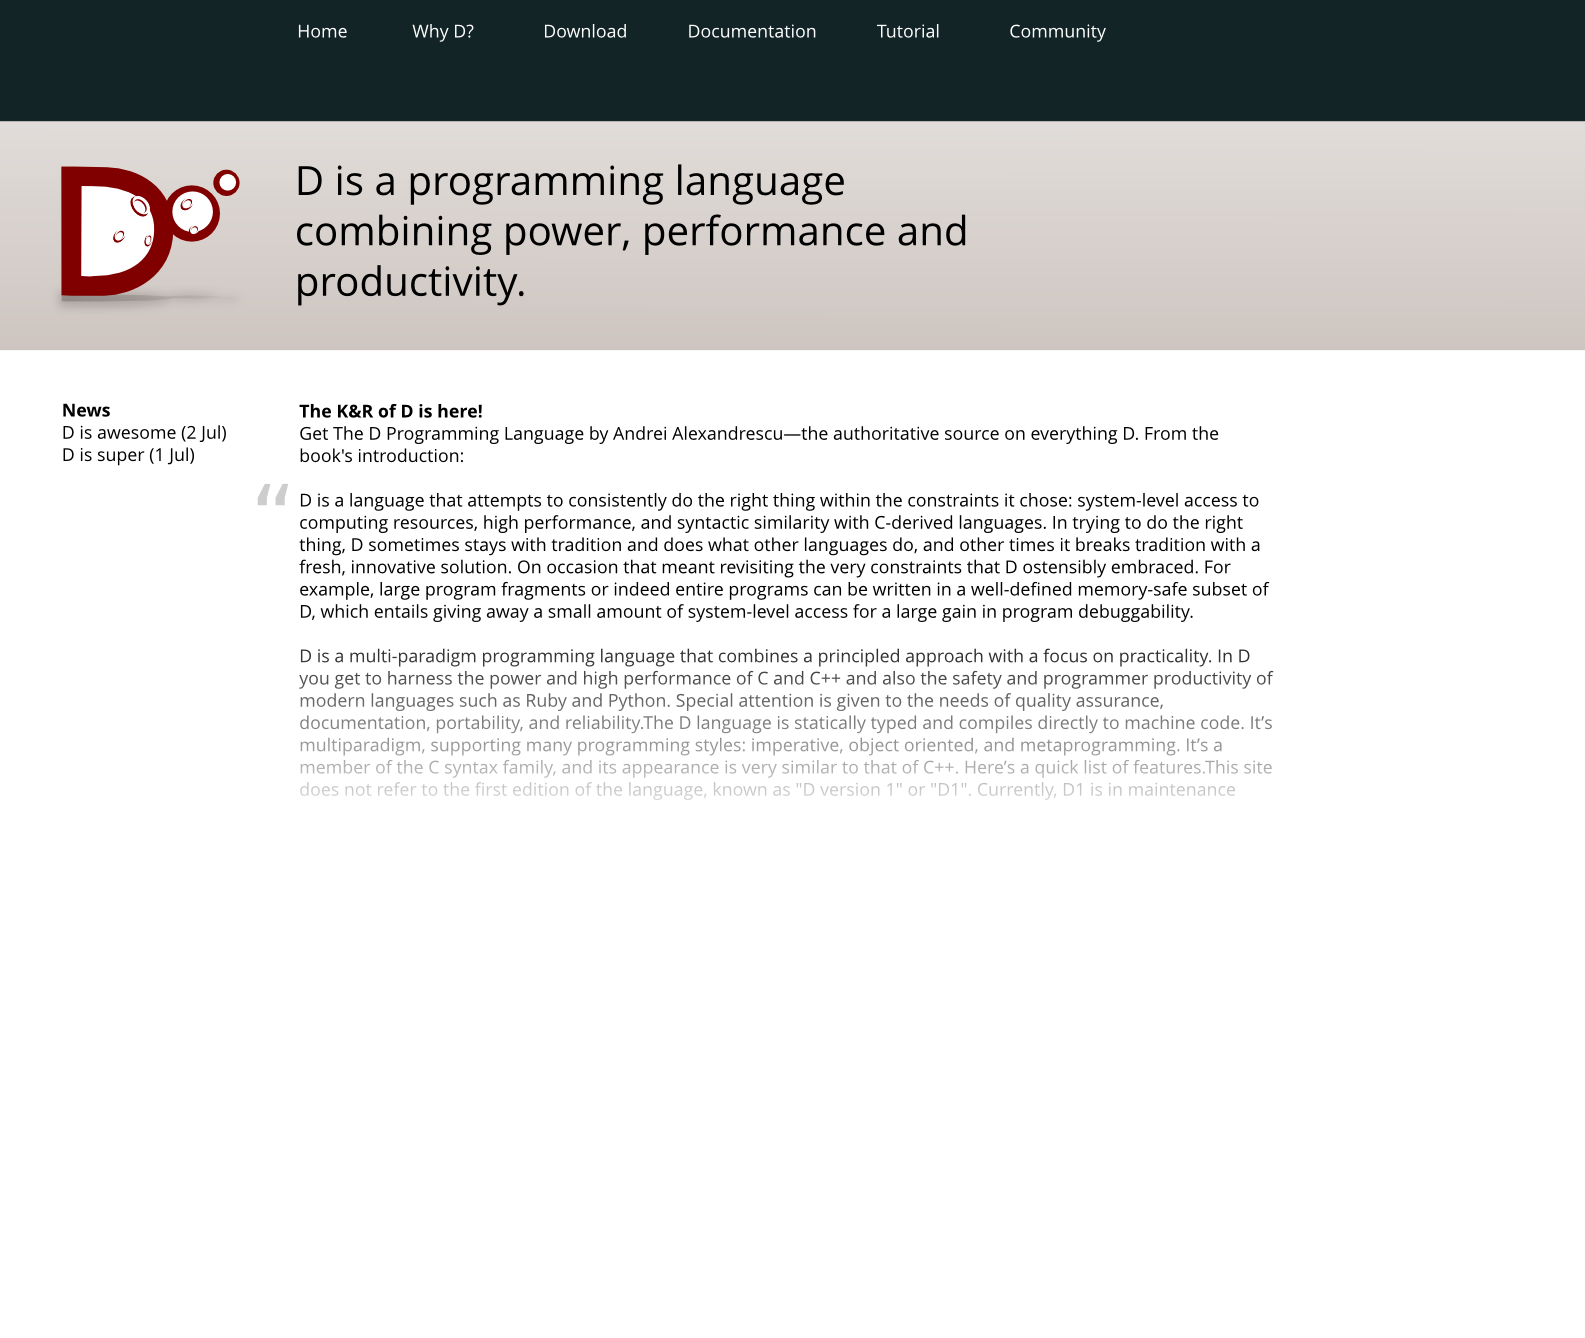 Home Why D? Download Documentation Tutorial Community
D is a programming language
combining power, performance and
productivity.
News
D is awesome (2 Jul)
D is super (1 Jul)
The K&R of D is here!
Get The D Programming Language by Andrei Alexandrescu—the authoritative source on everything D. From the
book's introduction:
“
D is a language that attempts to consistently do the right thing within the constraints it chose: system-level access to
computing resources, high performance, and syntactic similarity with C-derived languages. In trying to do the right
thing, D sometimes stays with tradition and does what other languages do, and other times it breaks tradition with a
fresh, innovative solution. On occasion that meant revisiting the very constraints that D ostensibly embraced. For
example, large program fragments or indeed entire programs can be written in a well-defined memory-safe subset of
D, which entails giving away a small amount of system-level access for a large gain in program debuggability.
D is a multi-paradigm programming language that combines a principled approach with a focus on practicality. In D
you get to harness the power and high performance of C and C++ and also the safety and programmer productivity of
modern languages such as Ruby and Python. Special attention is given to the needs of quality assurance,
documentation, portability, and reliability.The D language is statically typed and compiles directly to machine code. It’s
multiparadigm, supporting many programming styles: imperative, object oriented, and metaprogramming. It’s a
member of the C syntax family, and its appearance is very similar to that of C++. Here’s a quick list of features.This site
does not refer to the first edition of the language, known as "D version 1" or "D1". Currently, D1 is in maintenance